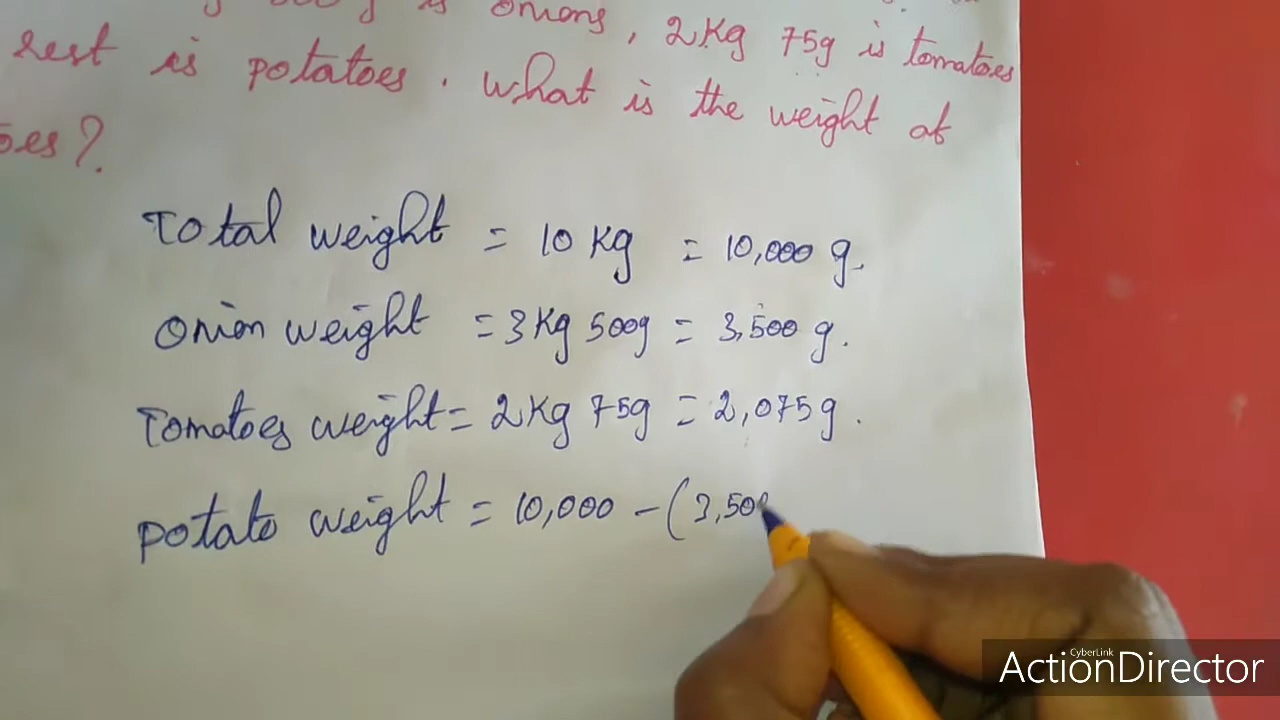 is onions, 2Kg 75g is tomatoes
rest is potatoes. What is the weight of
oes?
Total weight = 10 Kg = 10,000 g.
Onion weight = 3 Kg 500g = 3,500 g.
Tomatoes weight = 2 Kg 75g = 2,075 g.
potato weight = 10,000 - (3,500
CyberLink
ActionDirector